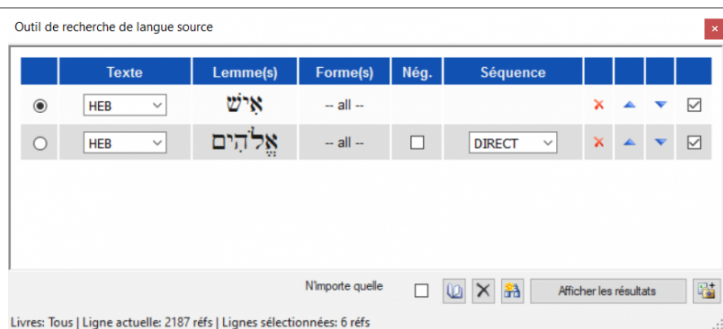 Outil de recherche de langue source
Texte Lemme(s) Forme(s) Nég. Séquence
HEB אִישׁ -- all --
HEB אֱלֹהִים -- all -- DIRECT
N'importe quelle Afficher les résultats
Livres: Tous | Ligne actuelle: 2187 réfs | Lignes sélectionnées: 6 réfs